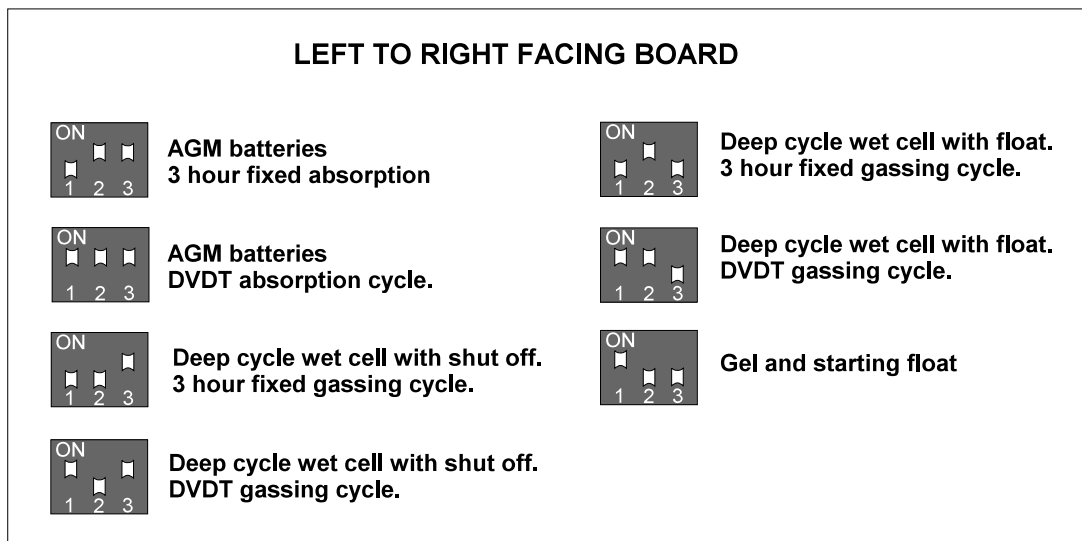 LEFT TO RIGHT FACING BOARD
ON
1 2 3
AGM batteries
3 hour fixed absorption
ON
1 2 3
AGM batteries
DVDT absorption cycle.
ON
1 2 3
Deep cycle wet cell with shut off.
3 hour fixed gassing cycle.
ON
1 2 3
Deep cycle wet cell with shut off.
DVDT gassing cycle.
ON
1 2 3
Deep cycle wet cell with float.
3 hour fixed gassing cycle.
ON
1 2 3
Deep cycle wet cell with float.
DVDT gassing cycle.
ON
1 2 3
Gel and starting float